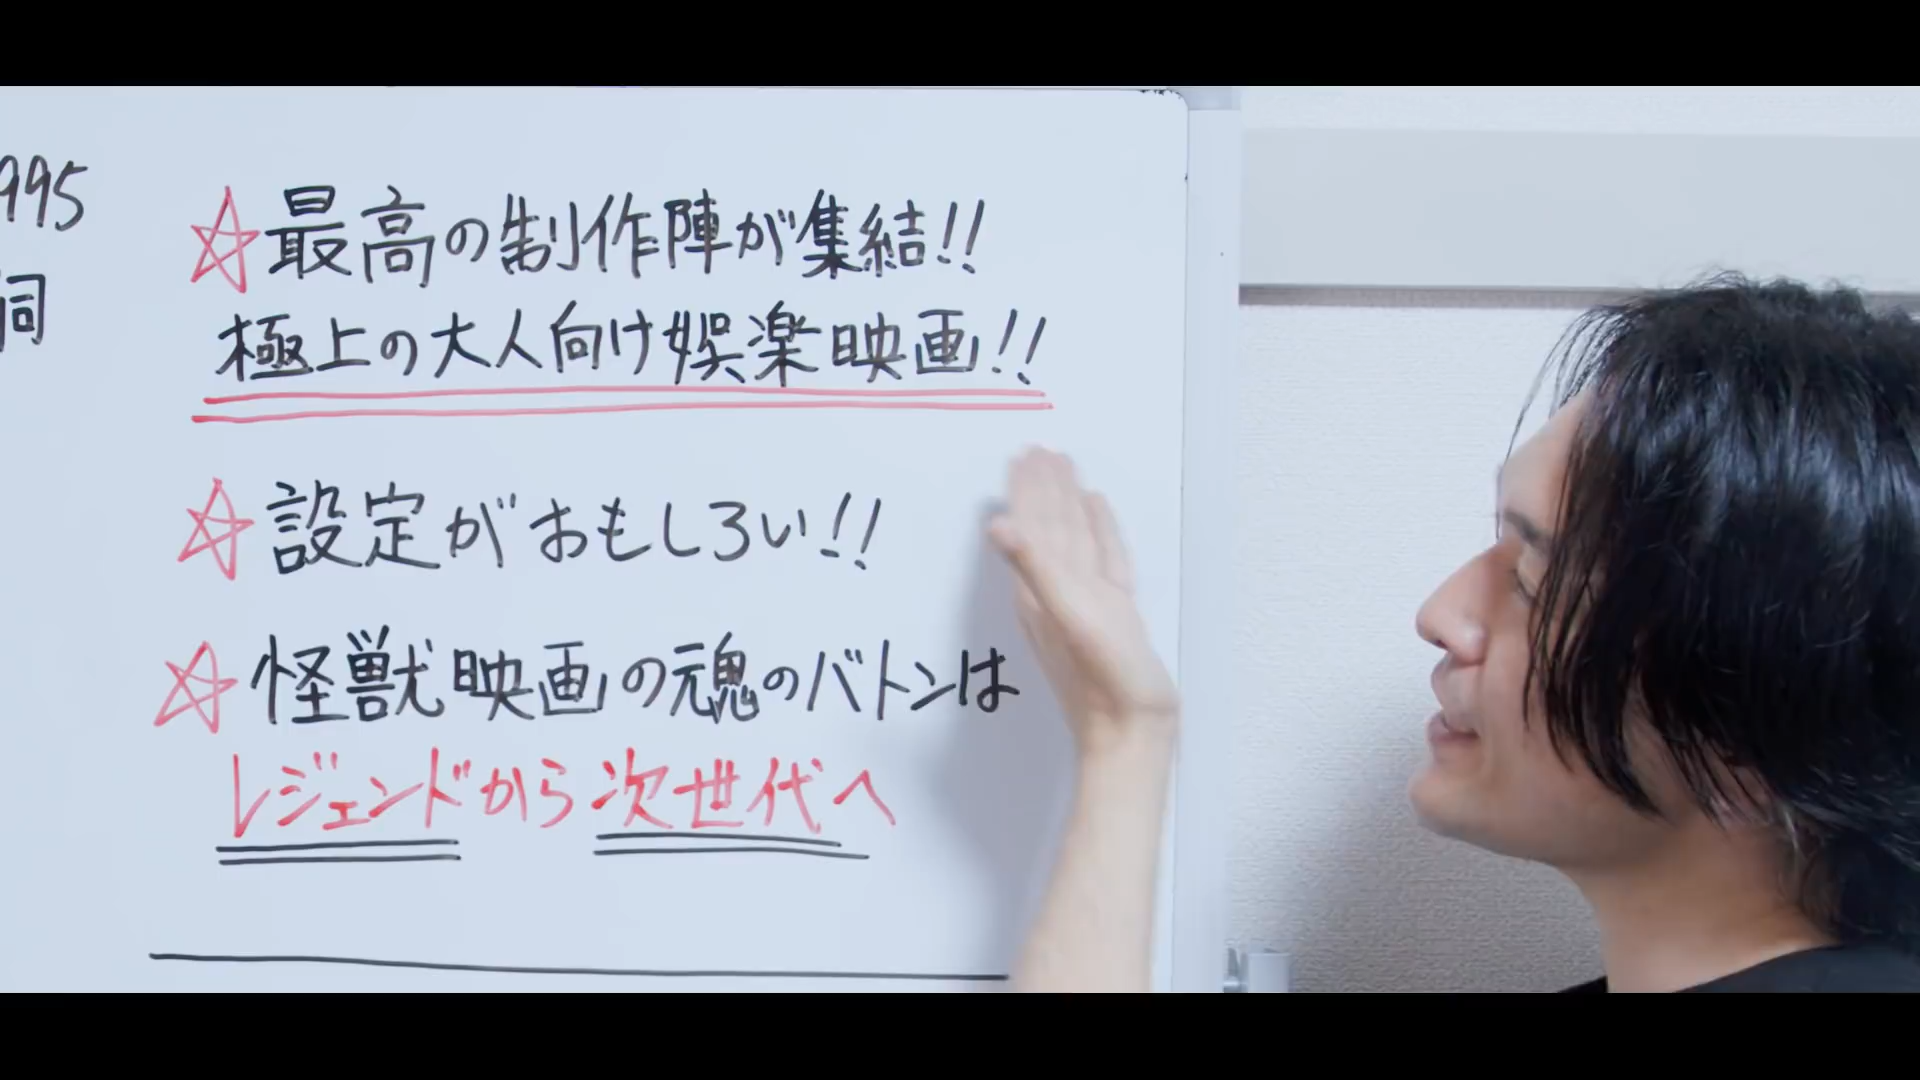 995
伺
☆最高の制作陣が集結!!
極上の大人向け娯楽映画!!
☆設定がおもしろい!!
☆怪獣映画の魂のバトンは
レジェンドから次世代へ